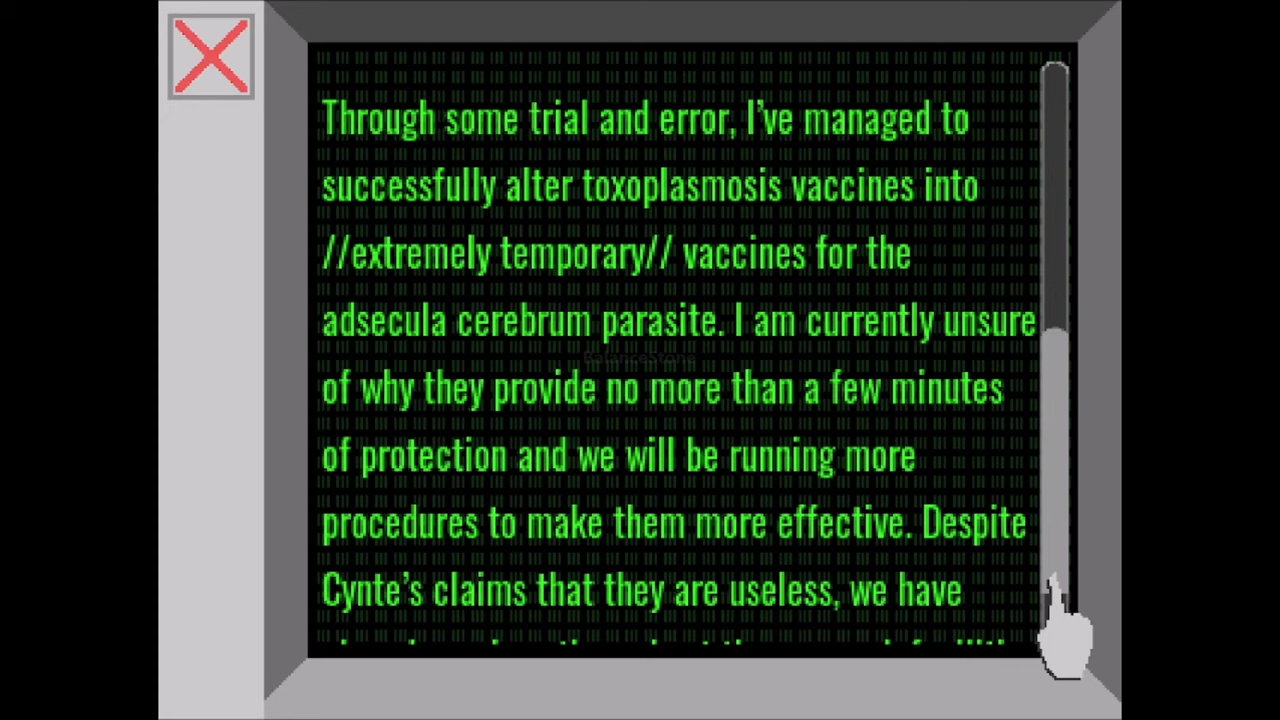 Through some trial and error, I’ve managed to
successfully alter toxoplasmosis vaccines into
//extremely temporary// vaccines for the
adsecula cerebrum parasite. I am currently unsure
BalanceStone
of why they provide no more than a few minutes
of protection and we will be running more
procedures to make them more effective. Despite
Cynte’s claims that they are useless, we have